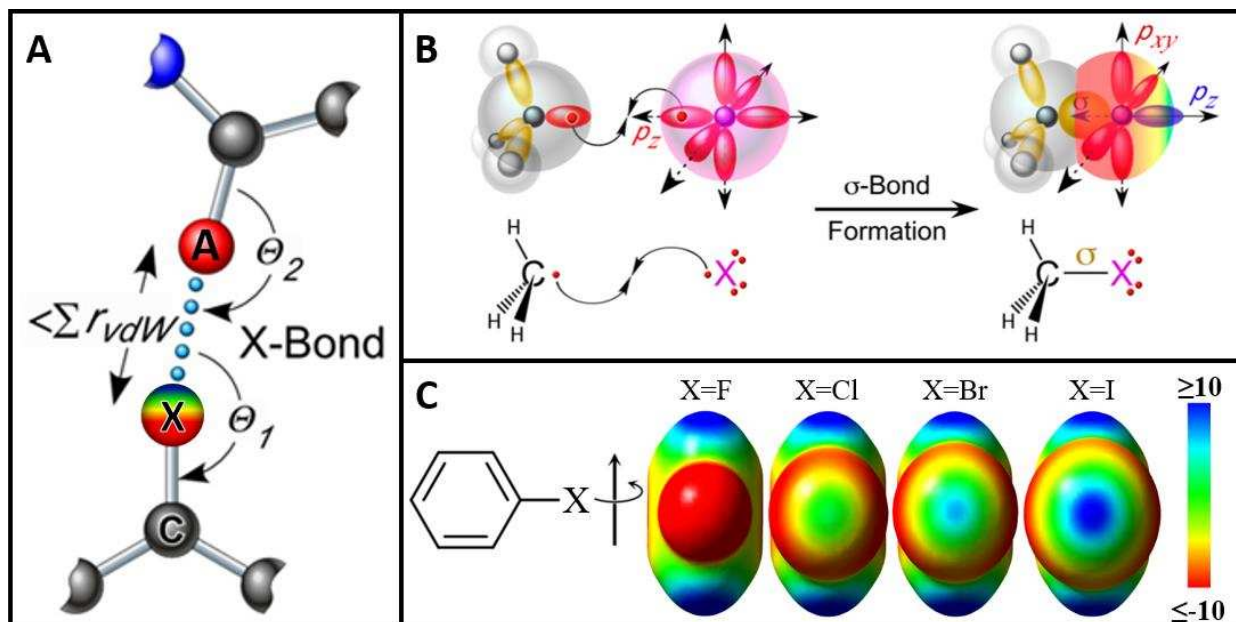 A
A
Θ2
<Σ rvdW
X-Bond
X
Θ1
C
B
pz
σ-Bond
Formation
pxy
σ
pz
H
C
H
H
X
H
C
σ
X
H
H
C
X=F
X=Cl
X=Br
X=I
≥10
X
≤-10